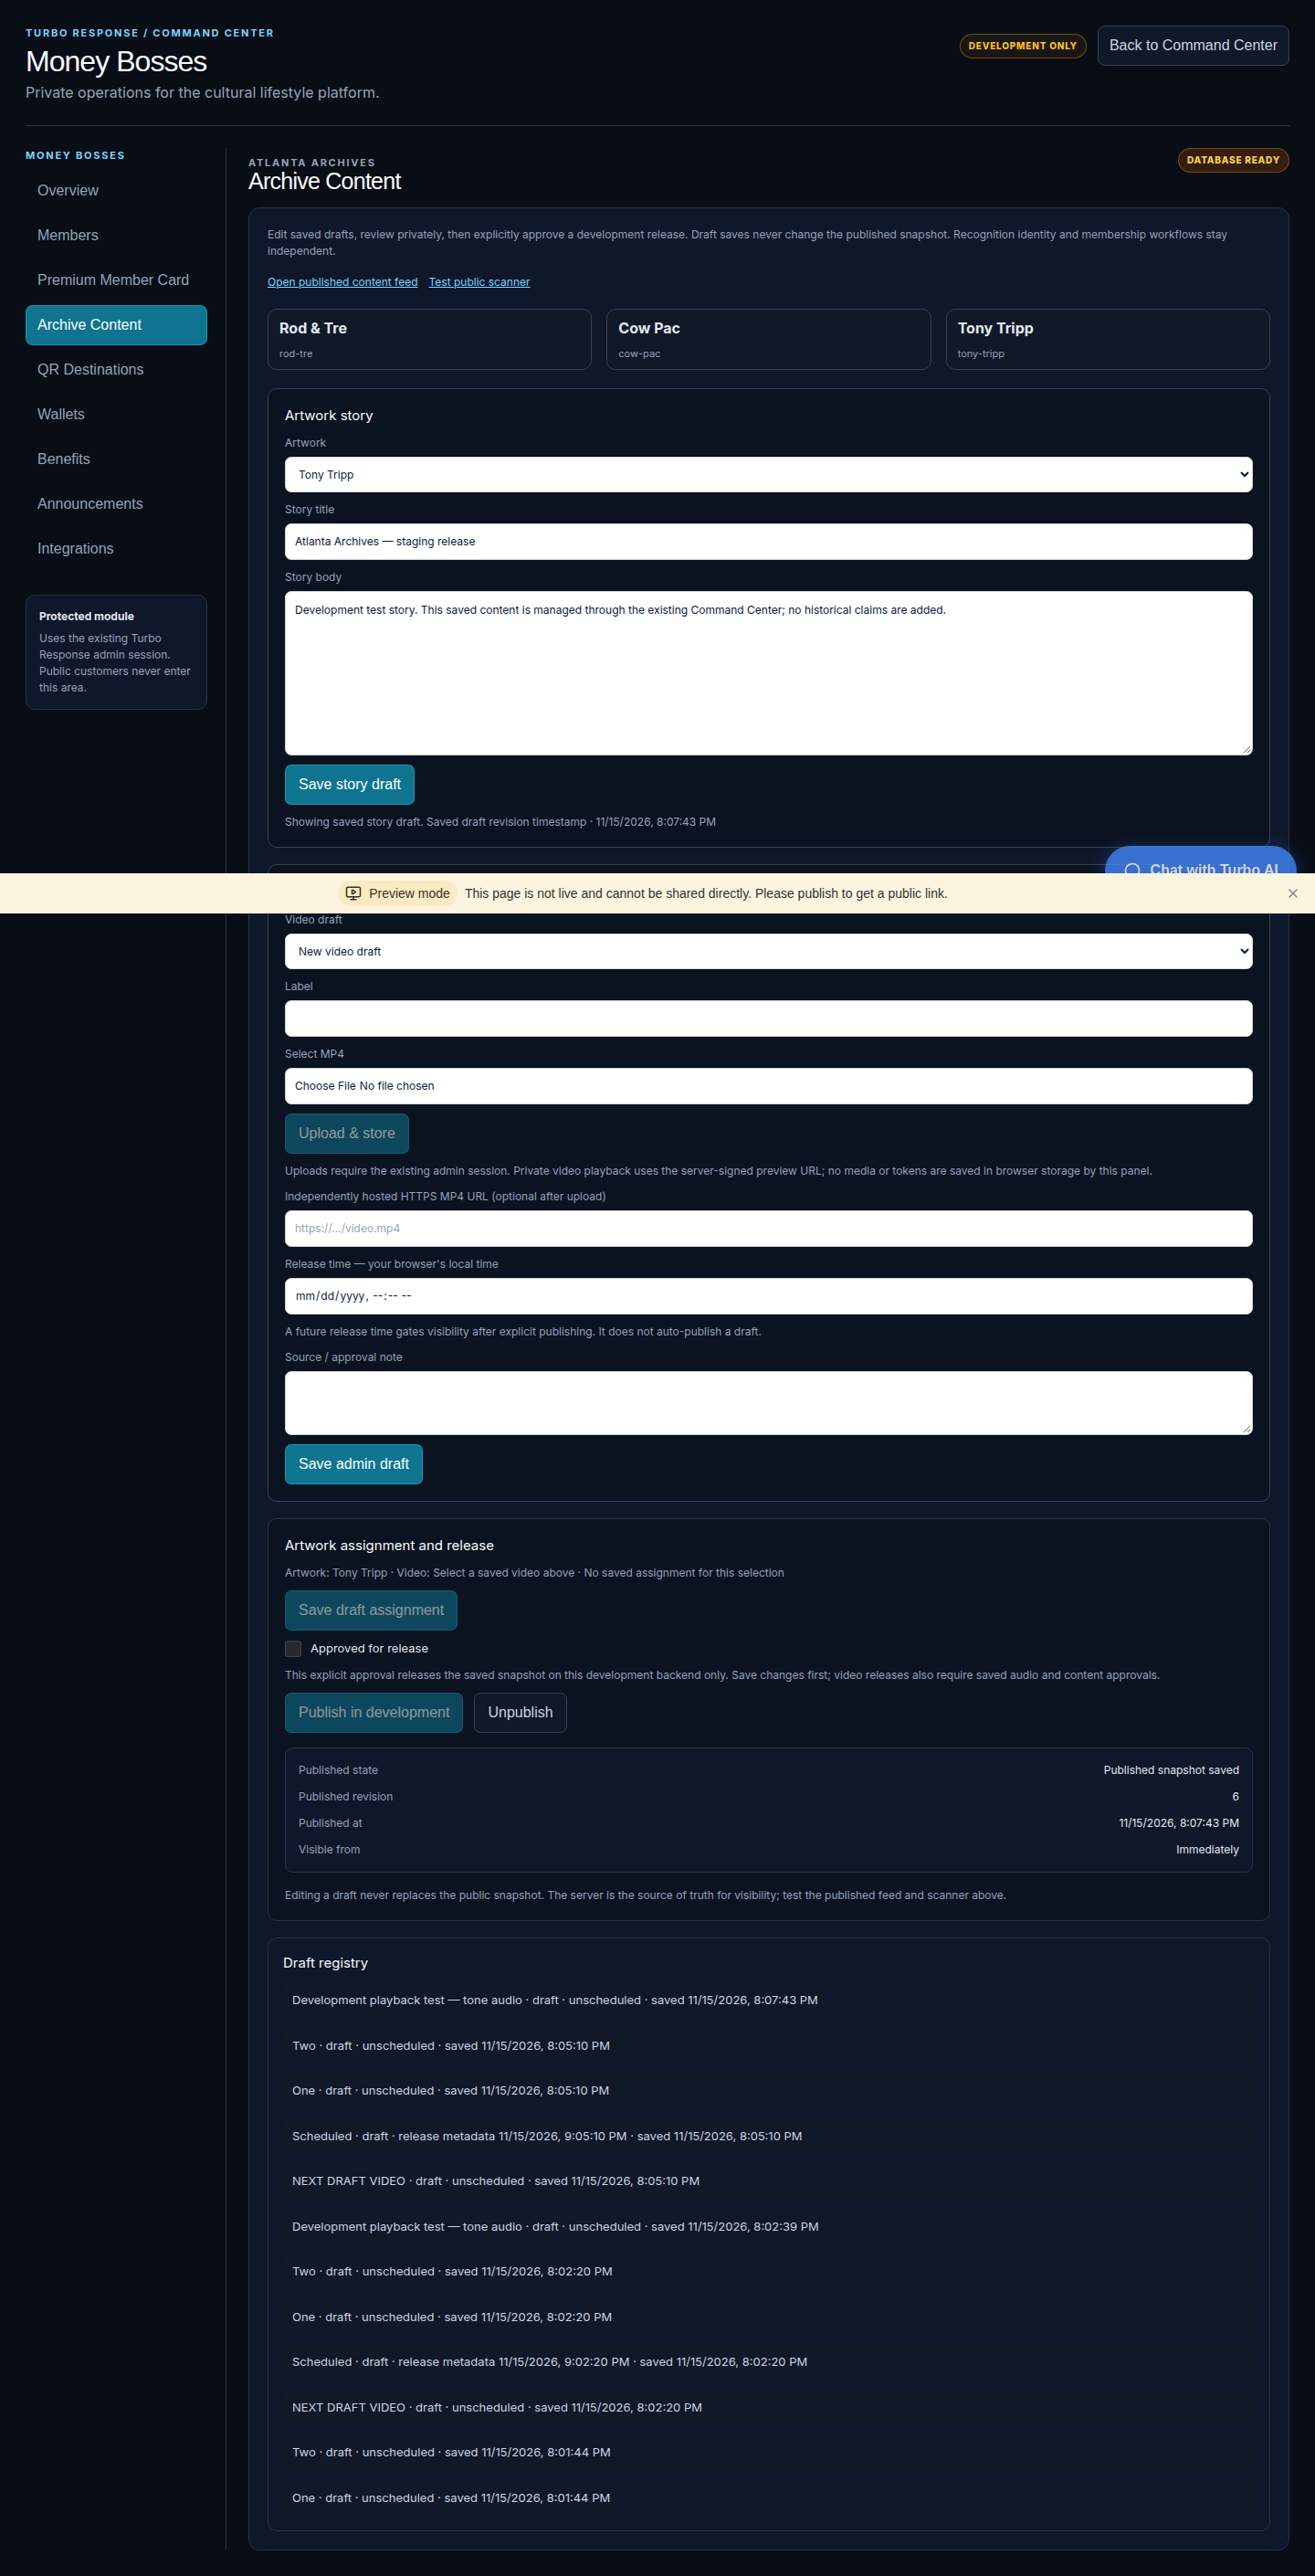 TURBO RESPONSE / COMMAND CENTER
Money Bosses
Private operations for the cultural lifestyle platform.
DEVELOPMENT ONLY
Back to Command Center
MONEY BOSSES
Overview
Members
Premium Member Card
Archive Content
QR Destinations
Wallets
Benefits
Announcements
Integrations
Protected module
Uses the existing Turbo
Response admin session.
Public customers never enter
this area.
ATLANTA ARCHIVES
Archive Content
DATABASE READY
Edit saved drafts, review privately, then explicitly approve a development release. Draft saves never change the published snapshot. Recognition identity and membership workflows stay
independent.
Open published content feed Test public scanner
Rod & Tre
rod-tre
Cow Pac
cow-pac
Tony Tripp
tony-tripp
Artwork story
Artwork
Tony Tripp
Story title
Atlanta Archives — staging release
Story body
Development test story. This saved content is managed through the existing Command Center; no historical claims are added.
Save story draft
Showing saved story draft. Saved draft revision timestamp · 11/15/2026, 8:07:43 PM
Chat with Turbo AI
Preview mode This page is not live and cannot be shared directly. Please publish to get a public link.
Video draft
New video draft
Label
Select MP4
Choose File No file chosen
Upload & store
Uploads require the existing admin session. Private video playback uses the server-signed preview URL; no media or tokens are saved in browser storage by this panel.
Independently hosted HTTPS MP4 URL (optional after upload)
https://.../video.mp4
Release time — your browser's local time
mm/dd/yyyy, --:-- --
A future release time gates visibility after explicit publishing. It does not auto-publish a draft.
Source / approval note
Save admin draft
Artwork assignment and release
Artwork: Tony Tripp · Video: Select a saved video above · No saved assignment for this selection
Save draft assignment
Approved for release
This explicit approval releases the saved snapshot on this development backend only. Save changes first; video releases also require saved audio and content approvals.
Publish in development
Unpublish
Published state Published snapshot saved
Published revision 6
Published at 11/15/2026, 8:07:43 PM
Visible from Immediately
Editing a draft never replaces the public snapshot. The server is the source of truth for visibility; test the published feed and scanner above.
Draft registry
Development playback test — tone audio · draft · unscheduled · saved 11/15/2026, 8:07:43 PM
Two · draft · unscheduled · saved 11/15/2026, 8:05:10 PM
One · draft · unscheduled · saved 11/15/2026, 8:05:10 PM
Scheduled · draft · release metadata 11/15/2026, 9:05:10 PM · saved 11/15/2026, 8:05:10 PM
NEXT DRAFT VIDEO · draft · unscheduled · saved 11/15/2026, 8:05:10 PM
Development playback test — tone audio · draft · unscheduled · saved 11/15/2026, 8:02:39 PM
Two · draft · unscheduled · saved 11/15/2026, 8:02:20 PM
One · draft · unscheduled · saved 11/15/2026, 8:02:20 PM
Scheduled · draft · release metadata 11/15/2026, 9:02:20 PM · saved 11/15/2026, 8:02:20 PM
NEXT DRAFT VIDEO · draft · unscheduled · saved 11/15/2026, 8:02:20 PM
Two · draft · unscheduled · saved 11/15/2026, 8:01:44 PM
One · draft · unscheduled · saved 11/15/2026, 8:01:44 PM